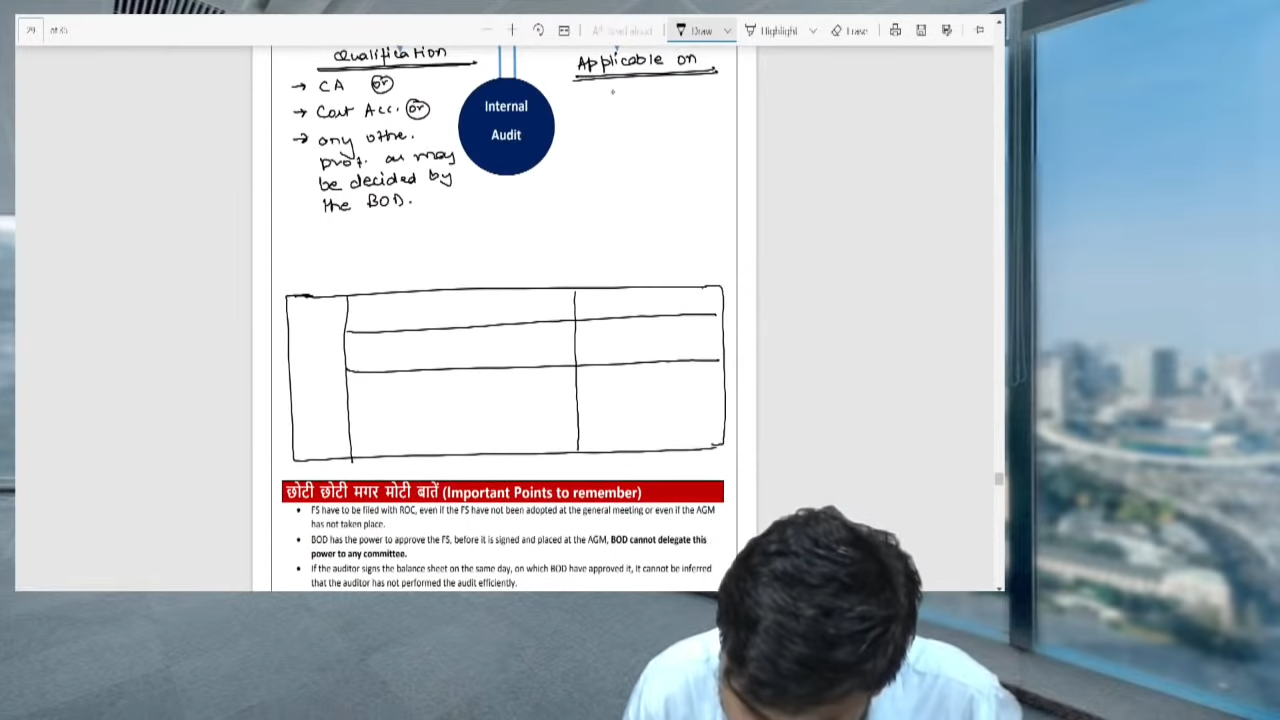 29 of 35
Draw
Highlight
Erase
Qualification
→ CA or
→ Cost Acc. or
→ any othe.
prof. as may
be decided by
the BOD.
Internal
Audit
Applicable on
छोटी छोटी मगर मोटी बातें (Important Points to remember)
• FS have to be filed with ROC, even if the FS have not been adopted at the general meeting or even if the AGM
has not taken place.
• BOD has the power to approve the FS, before it is signed and placed at the AGM, BOD cannot delegate this
power to any committee.
• If the auditor signs the balance sheet on the same day, on which BOD have approved it, it cannot be inferred
that the auditor has not performed the audit efficiently.